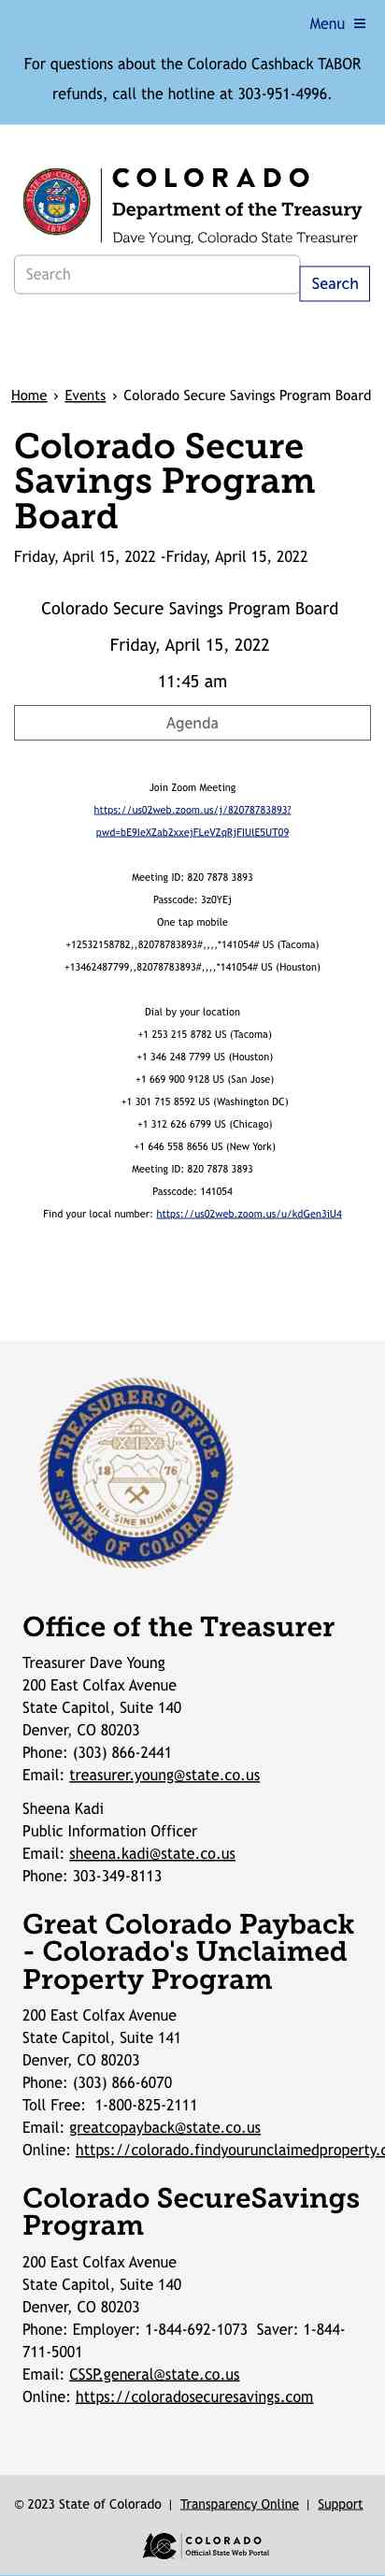 Menu ≡
For questions about the Colorado Cashback TABOR
refunds, call the hotline at 303-951-4996.
STATE OF COLORADO
1876
COLORADO
Department of the Treasury
Dave Young, Colorado State Treasurer
Search
Search
Home › Events › Colorado Secure Savings Program Board
Colorado Secure
Savings Program
Board
Friday, April 15, 2022 -Friday, April 15, 2022
Colorado Secure Savings Program Board
Friday, April 15, 2022
11:45 am
Agenda
Join Zoom Meeting
https://us02web.zoom.us/j/82078783893?
pwd=bE9IeXZab2xxejFLeVZqRjFIUlE5UT09
Meeting ID: 820 7878 3893
Passcode: 3z0YEj
One tap mobile
+12532158782,,82078783893#,,,,*141054# US (Tacoma)
+13462487799,,82078783893#,,,,*141054# US (Houston)
Dial by your location
+1 253 215 8782 US (Tacoma)
+1 346 248 7799 US (Houston)
+1 669 900 9128 US (San Jose)
+1 301 715 8592 US (Washington DC)
+1 312 626 6799 US (Chicago)
+1 646 558 8656 US (New York)
Meeting ID: 820 7878 3893
Passcode: 141054
Find your local number: https://us02web.zoom.us/u/kdGen3iU4
TREASURERS OFFICE
1876
NIL SINE NUMINE
STATE OF COLORADO
Office of the Treasurer
Treasurer Dave Young
200 East Colfax Avenue
State Capitol, Suite 140
Denver, CO 80203
Phone: (303) 866-2441
Email: treasurer.young@state.co.us
Sheena Kadi
Public Information Officer
Email: sheena.kadi@state.co.us
Phone: 303-349-8113
Great Colorado Payback
- Colorado's Unclaimed
Property Program
200 East Colfax Avenue
State Capitol, Suite 141
Denver, CO 80203
Phone: (303) 866-6070
Toll Free:  1-800-825-2111
Email: greatcopayback@state.co.us
Online: https://colorado.findyourunclaimedproperty.c
Colorado SecureSavings
Program
200 East Colfax Avenue
State Capitol, Suite 140
Denver, CO 80203
Phone: Employer: 1-844-692-1073  Saver: 1-844-
711-5001
Email: CSSP.general@state.co.us
Online: https://coloradosecuresavings.com
© 2023 State of Colorado | Transparency Online | Support
COLORADO
Official State Web Portal